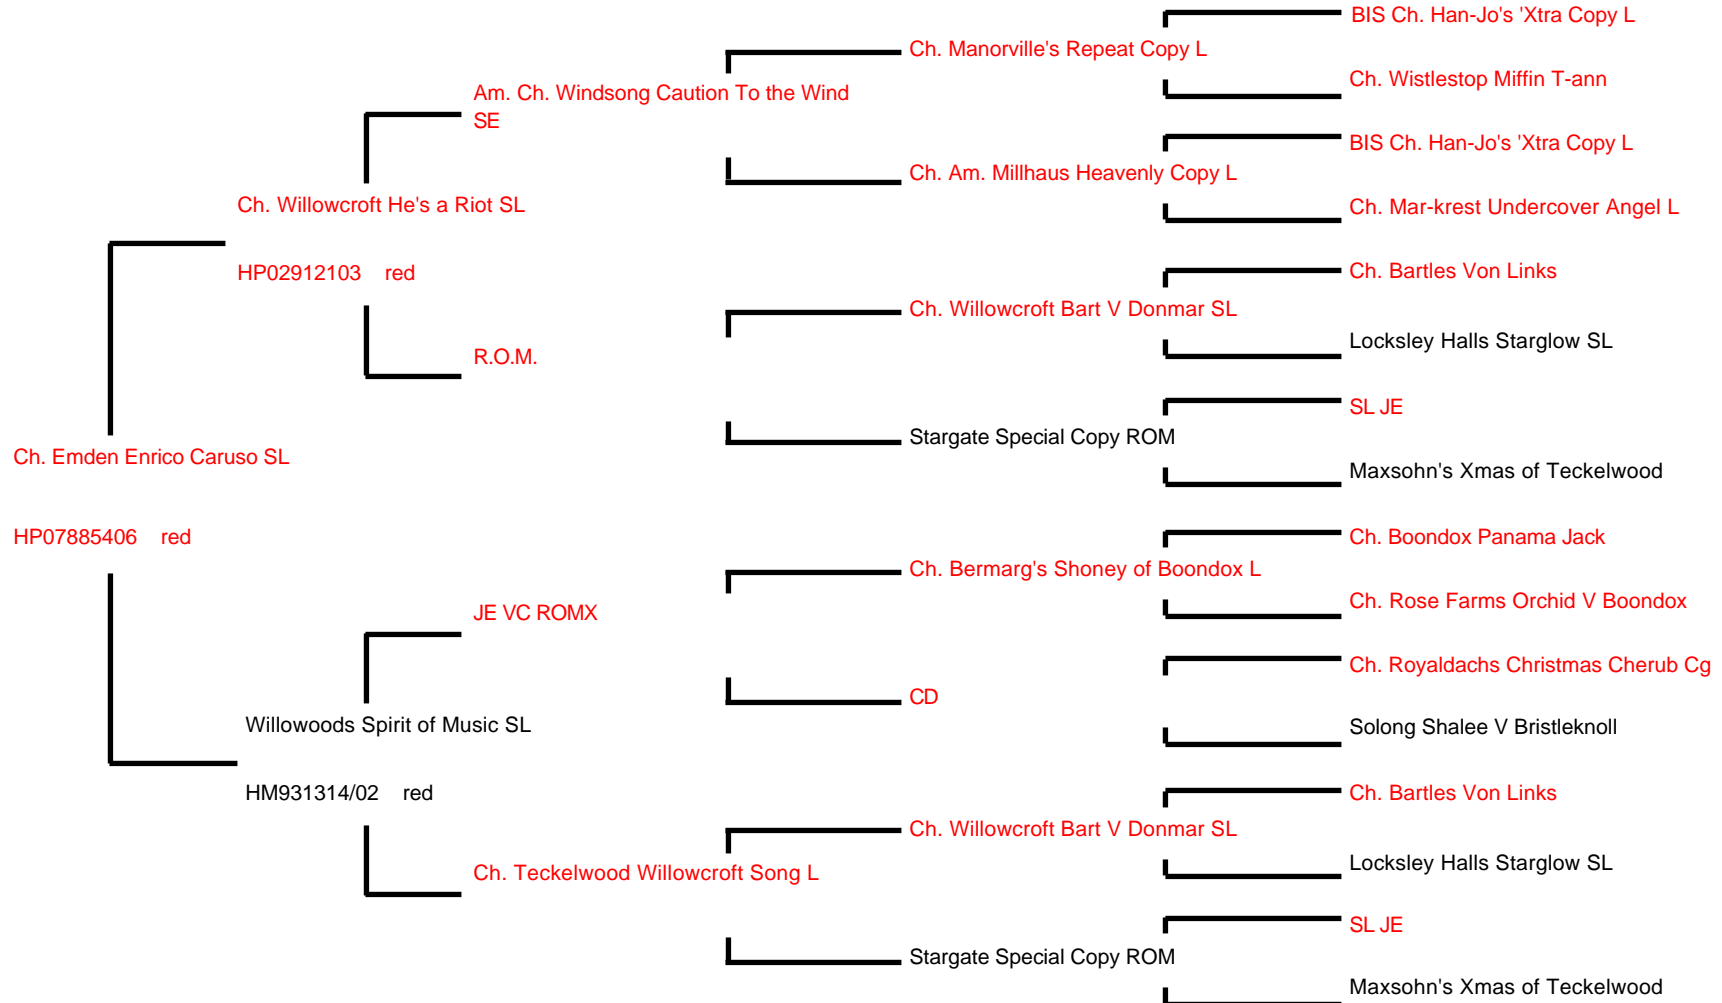 BIS Ch. Han-Jo's 'Xtra Copy L
Ch. Manorville's Repeat Copy L
Ch. Wistlestop Miffin T-ann
Am. Ch. Windsong Caution To the Wind
SE
BIS Ch. Han-Jo's 'Xtra Copy L
Ch. Am. Millhaus Heavenly Copy L
Ch. Mar-krest Undercover Angel L
Ch. Willowcroft He's a Riot SL
HP02912103 red
Ch. Bartles Von Links
Ch. Willowcroft Bart V Donmar SL
Locksley Halls Starglow SL
R.O.M.
SL JE
Stargate Special Copy ROM
Maxsohn's Xmas of Teckelwood
Ch. Emden Enrico Caruso SL
HP07885406 red
Ch. Boondox Panama Jack
Ch. Bermarg's Shoney of Boondox L
Ch. Rose Farms Orchid V Boondox
JE VC ROMX
Ch. Royaldachs Christmas Cherub Cg
CD
Solong Shalee V Bristleknoll
Willowoods Spirit of Music SL
HM931314/02 red
Ch. Bartles Von Links
Ch. Willowcroft Bart V Donmar SL
Locksley Halls Starglow SL
Ch. Teckelwood Willowcroft Song L
SL JE
Stargate Special Copy ROM
Maxsohn's Xmas of Teckelwood